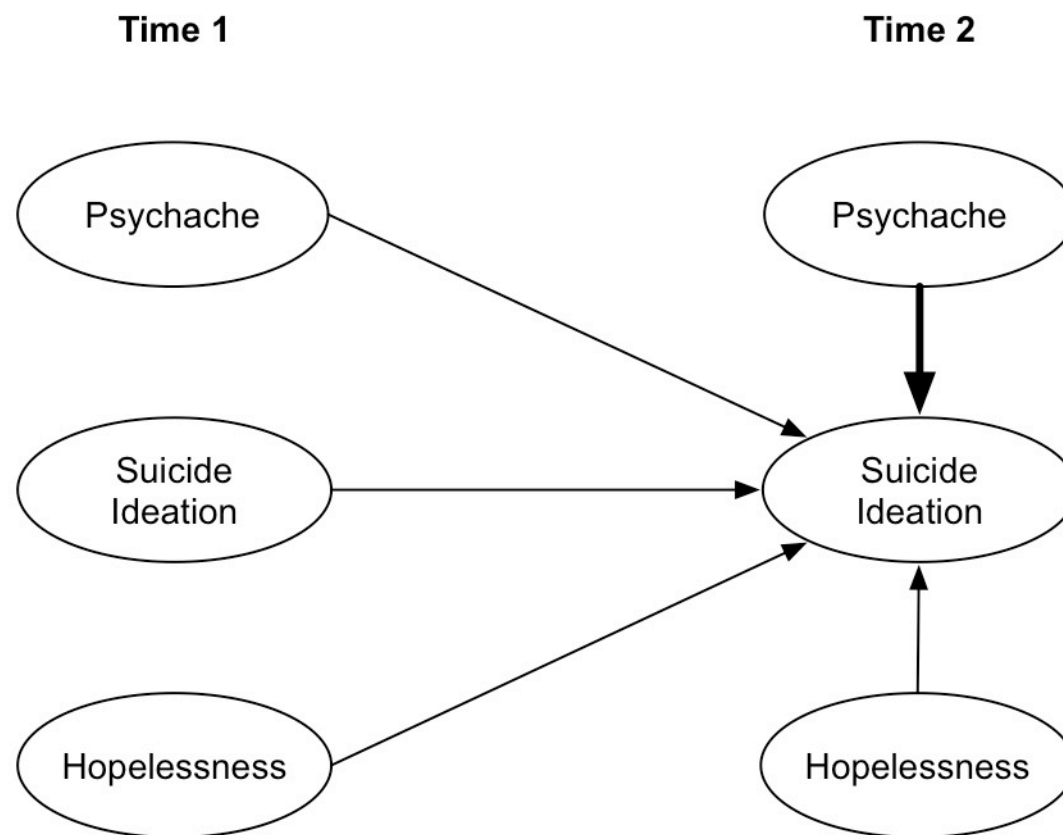 Time 1
Time 2
Psychache
Psychache
Suicide
Ideation
Suicide
Ideation
Hopelessness
Hopelessness